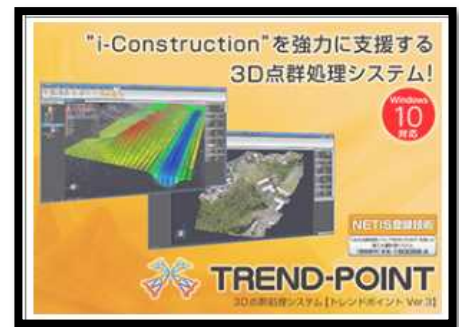 "i-Construction"を強力に支援する
3D点群処理システム!
Windows
10
対応
NETIS登録技術
TREND-POINT
3D点群処理システム【トレンドポイント Ver.3】